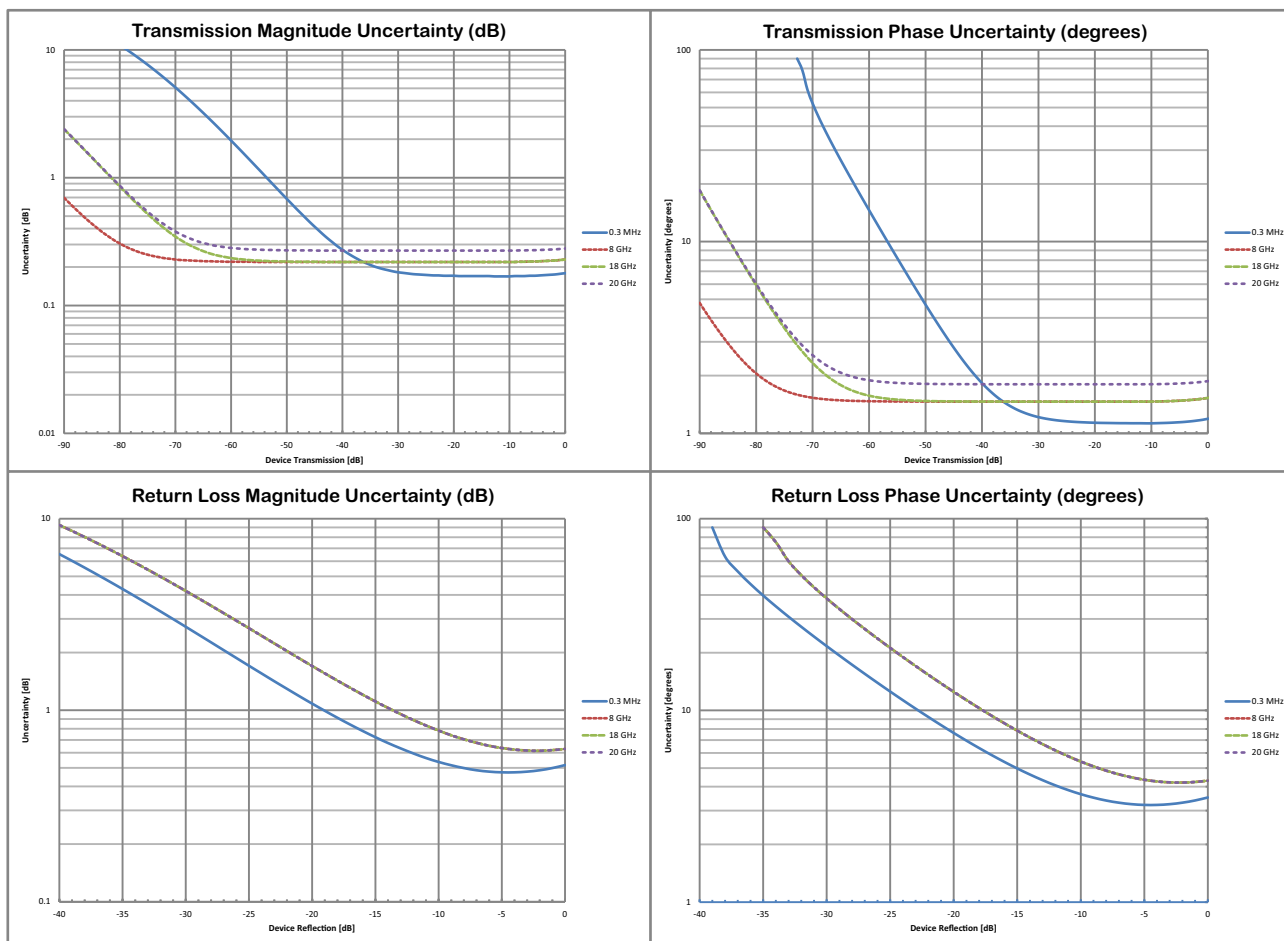 Transmission Magnitude Uncertainty (dB)
10
1
0.1
0.01
Uncertainty [dB]
-90 -80 -70 -60 -50 -40 -30 -20 -10 0
Device Transmission [dB]
0.3 MHz
8 GHz
18 GHz
20 GHz
Transmission Phase Uncertainty (degrees)
100
10
1
Uncertainty [degrees]
-90 -80 -70 -60 -50 -40 -30 -20 -10 0
Device Transmission [dB]
0.3 MHz
8 GHz
18 GHz
20 GHz
Return Loss Magnitude Uncertainty (dB)
10
1
0.1
Uncertainty [dB]
-40 -35 -30 -25 -20 -15 -10 -5 0
Device Reflection [dB]
0.3 MHz
8 GHz
18 GHz
20 GHz
Return Loss Phase Uncertainty (degrees)
100
10
1
Uncertainty [degrees]
-40 -35 -30 -25 -20 -15 -10 -5 0
Device Reflection [dB]
0.3 MHz
8 GHz
18 GHz
20 GHz